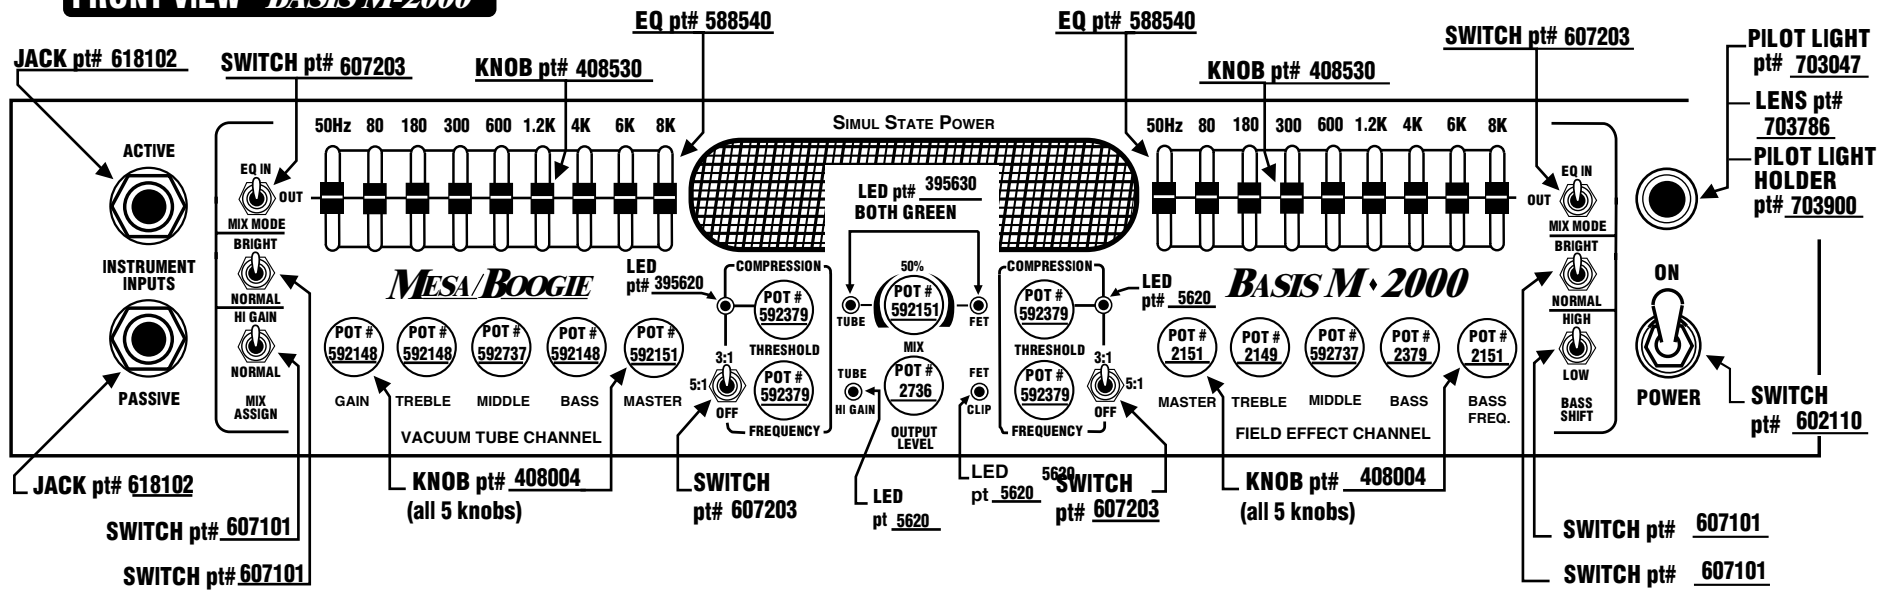 FRONT VIEW BASIS M-2000
JACK pt# 618102
SWITCH pt# 607203
KNOB pt# 408530
EQ pt# 588540
EQ pt# 588540
KNOB pt# 408530
SWITCH pt# 607203
PILOT LIGHT
pt# 703047
LENS pt#
703786
PILOT LIGHT
HOLDER
pt# 703900
ACTIVE
INSTRUMENT
INPUTS
PASSIVE
EQ IN
OUT
MIX MODE
BRIGHT
NORMAL
HI GAIN
NORMAL
MIX
ASSIGN
50Hz 80 180 300 600 1.2K 4K 6K 8K
MESA/BOOGIE
LED
pt# 395620
POT #
592148
POT #
592148
POT #
592737
POT #
592148
POT #
592151
GAIN TREBLE MIDDLE BASS MASTER
VACUUM TUBE CHANNEL
SIMUL STATE POWER
LED pt# 395630
BOTH GREEN
COMPRESSION
POT #
592379
THRESHOLD
3:1
5:1
OFF
POT #
592379
FREQUENCY
50%
POT #
592151
TUBE
FET
MIX
TUBE
HI GAIN
POT #
2736
FET
CLIP
OUTPUT
LEVEL
COMPRESSION
POT #
592379
THRESHOLD
POT #
592379
3:1
5:1
OFF
FREQUENCY
LED
pt# 5620
50Hz 80 180 300 600 1.2K 4K 6K 8K
BASIS M♦2000
POT #
2151
POT #
2149
POT #
592737
POT #
2379
POT #
2151
MASTER TREBLE MIDDLE BASS BASS
FREQ.
FIELD EFFECT CHANNEL
EQ IN
OUT
MIX MODE
BRIGHT
NORMAL
HIGH
LOW
BASS
SHIFT
ON
POWER
SWITCH
pt# 602110
JACK pt# 618102
SWITCH pt# 607101
SWITCH pt# 607101
KNOB pt# 408004
(all 5 knobs)
SWITCH
pt# 607203
LED
pt 5620
LED 5620
pt 5620
SWITCH
pt# 607203
KNOB pt# 408004
(all 5 knobs)
SWITCH pt# 607101
SWITCH pt# 607101